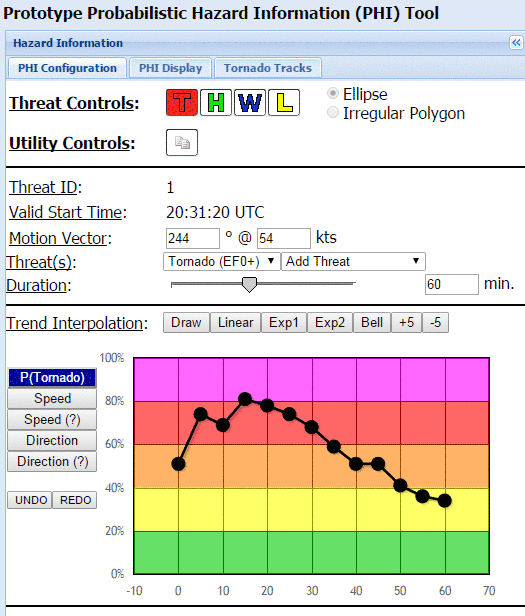 Prototype Probabilistic Hazard Information (PHI) Tool
Hazard Information «
PHI Configuration PHI Display Tornado Tracks
Threat Controls: T H W L Ellipse
Irregular Polygon
Utility Controls:
Threat ID: 1
Valid Start Time: 20:31:20 UTC
Motion Vector: 244 ° @ 54 kts
Threat(s): Tornado (EF0+) Add Threat
Duration: 60 min.
Trend Interpolation: Draw Linear Exp1 Exp2 Bell +5 -5
100%
P(Tornado)
Speed 80%
Speed (?)
Direction 60%
Direction (?)
40%
UNDO REDO
20%
0%
-10 0 10 20 30 40 50 60 70